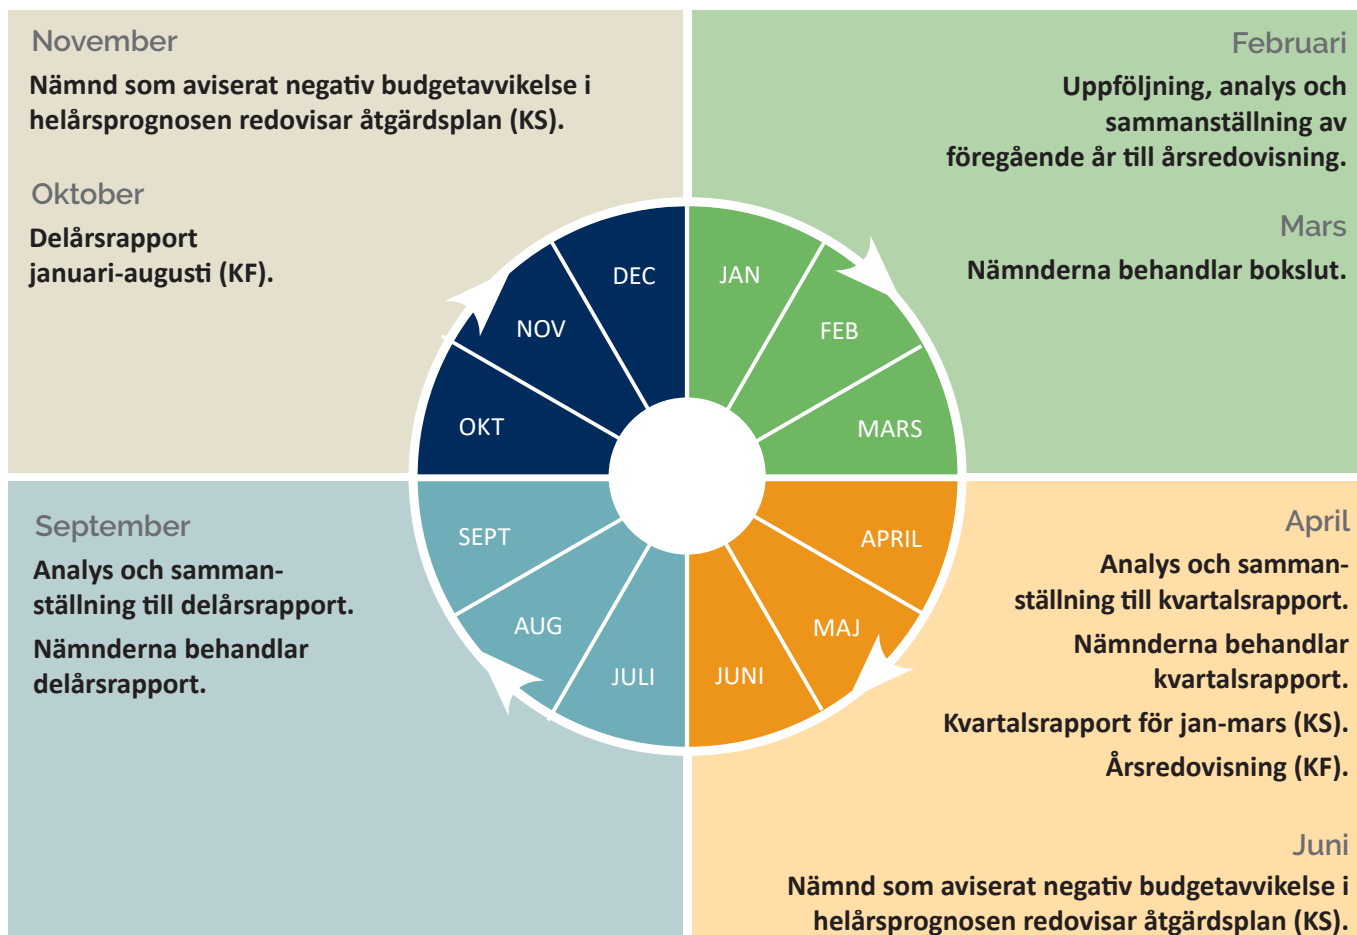 November
Nämnd som aviserat negativ budgetavvikelse i
helårsprognosen redovisar åtgärdsplan (KS).
Oktober
Delårsrapport
januari-augusti (KF).
Februari
Uppföljning, analys och
sammanställning av
föregående år till årsredovisning.
Mars
Nämnderna behandlar bokslut.
DEC
JAN
NOV
FEB
OKT
MARS
SEPT
APRIL
AUG
MAJ
JULI
JUNI
September
Analys och samman-
ställning till delårsrapport.
Nämnderna behandlar
delårsrapport.
April
Analys och samman-
ställning till kvartalsrapport.
Nämnderna behandlar
kvartalsrapport.
Kvartalsrapport för jan-mars (KS).
Årsredovisning (KF).
Juni
Nämnd som aviserat negativ budgetavvikelse i
helårsprognosen redovisar åtgärdsplan (KS).